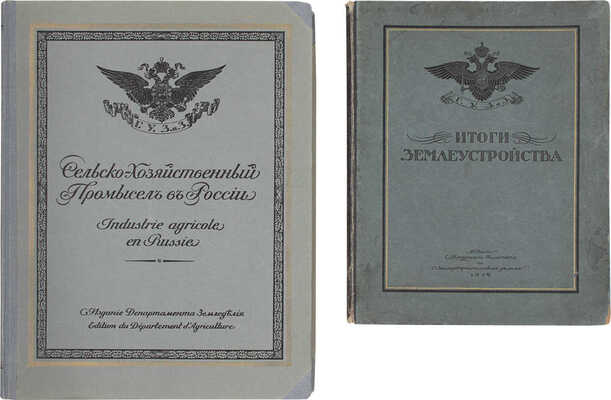 Г. У. З. и З.
Сельско-Хозяйственный
Промыселъ въ Россіи
Industrie agricole
en Russie
Изданіе Департамента Земледѣлія
Edition du Département d'Agriculture
Г. У. З. и З.
ИТОГИ
ЗЕМЛЕУСТРОЙСТВА